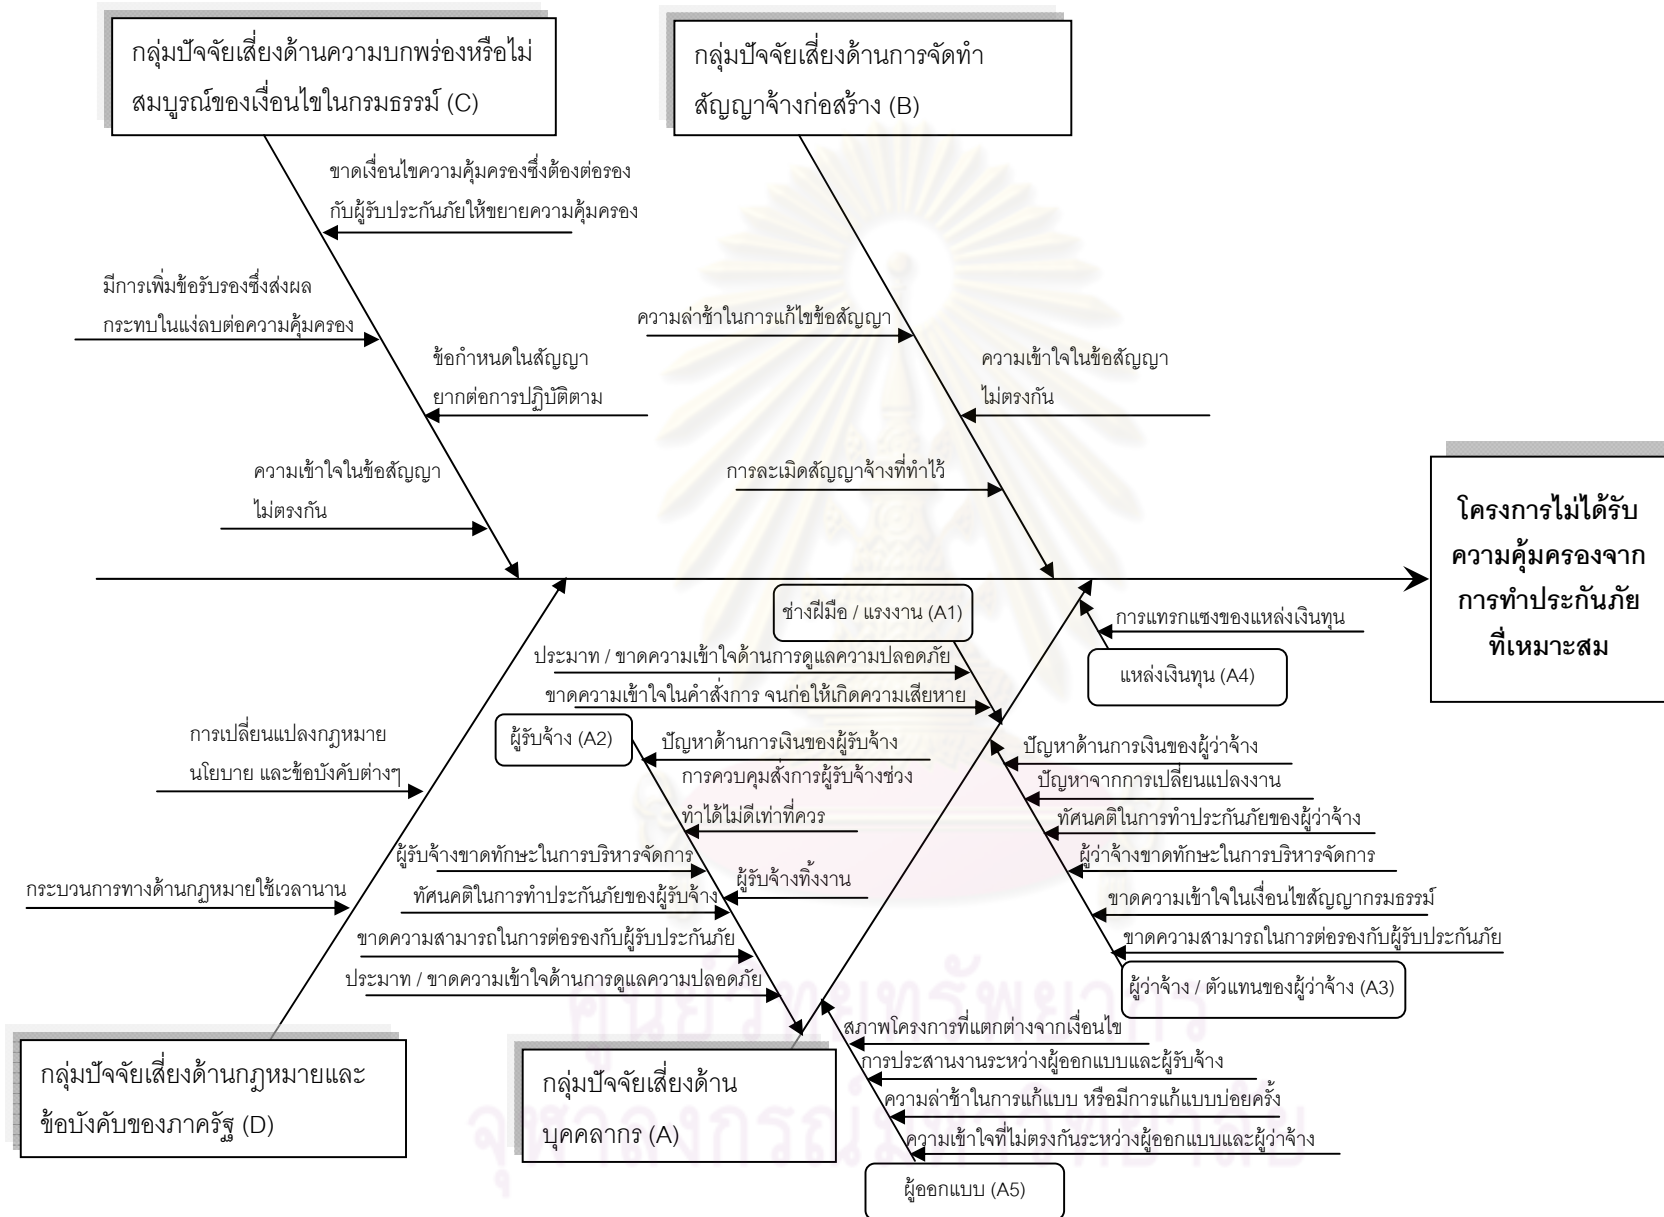 กลุ่มปัจจัยเสี่ยงด้านความบกพร่องหรือไม่
สมบูรณ์ของเงื่อนไขในกรมธรรม์ (C)
กลุ่มปัจจัยเสี่ยงด้านการจัดทำ
สัญญาจ้างก่อสร้าง (B)
ขาดเงื่อนไขความคุ้มครองซึ่งต้องต่อรอง
กับผู้รับประกันภัยให้ขยายความคุ้มครอง
มีการเพิ่มข้อรับรองซึ่งส่งผล
กระทบในแง่ลบต่อความคุ้มครอง
ข้อกำหนดในสัญญา
ยากต่อการปฏิบัติตาม
ความเข้าใจในข้อสัญญา
ไม่ตรงกัน
ความล่าช้าในการแก้ไขข้อสัญญา
ความเข้าใจในข้อสัญญา
ไม่ตรงกัน
การละเมิดสัญญาจ้างที่ทำไว้
โครงการไม่ได้รับ
ความคุ้มครองจาก
การทำประกันภัย
ที่เหมาะสม
ช่างฝีมือ / แรงงาน (A1)
ประมาท / ขาดความเข้าใจด้านการดูแลความปลอดภัย
ขาดความเข้าใจในคำสั่งการ จนก่อให้เกิดความเสียหาย
การแทรกแซงของแหล่งเงินทุน
แหล่งเงินทุน (A4)
ผู้รับจ้าง (A2)
ปัญหาด้านการเงินของผู้รับจ้าง
การควบคุมสั่งการผู้รับจ้างช่วง
ทำได้ไม่ดีเท่าที่ควร
ผู้รับจ้างขาดทักษะในการบริหารจัดการ
ผู้รับจ้างทิ้งงาน
ทัศนคติในการทำประกันภัยของผู้รับจ้าง
ขาดความสามารถในการต่อรองกับผู้รับประกันภัย
ประมาท / ขาดความเข้าใจด้านการดูแลความปลอดภัย
ปัญหาด้านการเงินของผู้ว่าจ้าง
ปัญหาจากการเปลี่ยนแปลงงาน
ทัศนคติในการทำประกันภัยของผู้ว่าจ้าง
ผู้ว่าจ้างขาดทักษะในการบริหารจัดการ
ขาดความเข้าใจในเงื่อนไขสัญญากรมธรรม์
ขาดความสามารถในการต่อรองกับผู้รับประกันภัย
ผู้ว่าจ้าง / ตัวแทนของผู้ว่าจ้าง (A3)
การเปลี่ยนแปลงกฎหมาย
นโยบาย และข้อบังคับต่างๆ
กระบวนการทางด้านกฎหมายใช้เวลานาน
กลุ่มปัจจัยเสี่ยงด้านกฎหมายและ
ข้อบังคับของภาครัฐ (D)
กลุ่มปัจจัยเสี่ยงด้าน
บุคคลากร (A)
สภาพโครงการที่แตกต่างจากเงื่อนไข
การประสานงานระหว่างผู้ออกแบบและผู้รับจ้าง
ความล่าช้าในการแก้แบบ หรือมีการแก้แบบบ่อยครั้ง
ความเข้าใจที่ไม่ตรงกันระหว่างผู้ออกแบบและผู้ว่าจ้าง
ผู้ออกแบบ (A5)
ศูนย์วิทยทรัพยากร
จุฬาลงกรณ์มหาวิทยาลัย